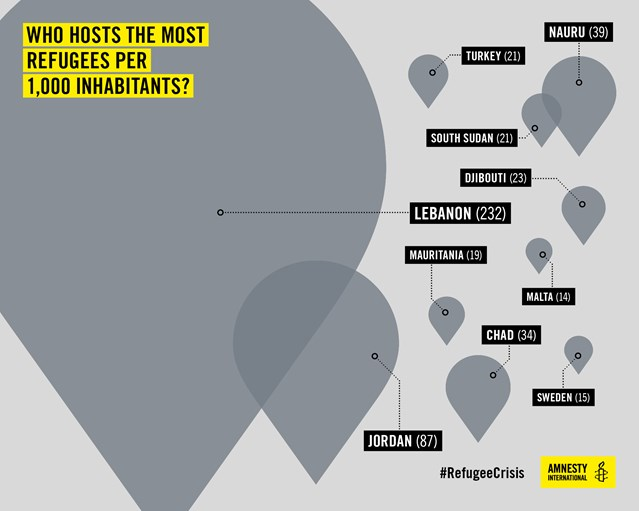 WHO HOSTS THE MOST
REFUGEES PER
1,000 INHABITANTS?
NAURU (39)
TURKEY (21)
SOUTH SUDAN (21)
DJIBOUTI (23)
LEBANON (232)
MAURITANIA (19)
MALTA (14)
CHAD (34)
SWEDEN (15)
JORDAN (87)
#RefugeeCrisis
AMNESTY
INTERNATIONAL